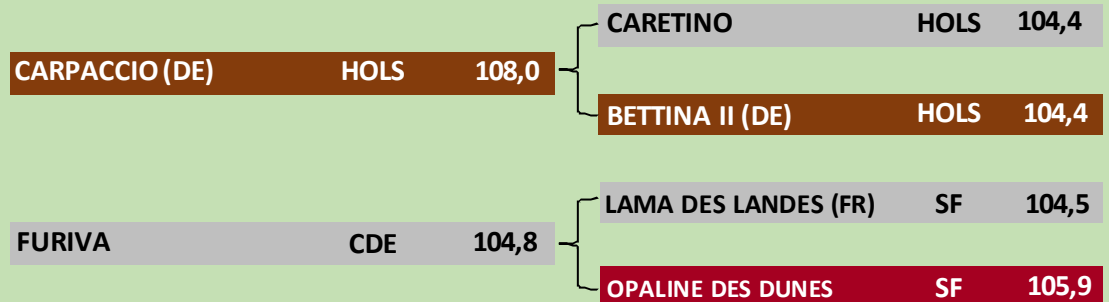 CARETINO HOLS 104,4
CARPACCIO (DE) HOLS 108,0
BETTINA II (DE) HOLS 104,4
LAMA DES LANDES (FR) SF 104,5
FURIVA CDE 104,8
OPALINE DES DUNES SF 105,9